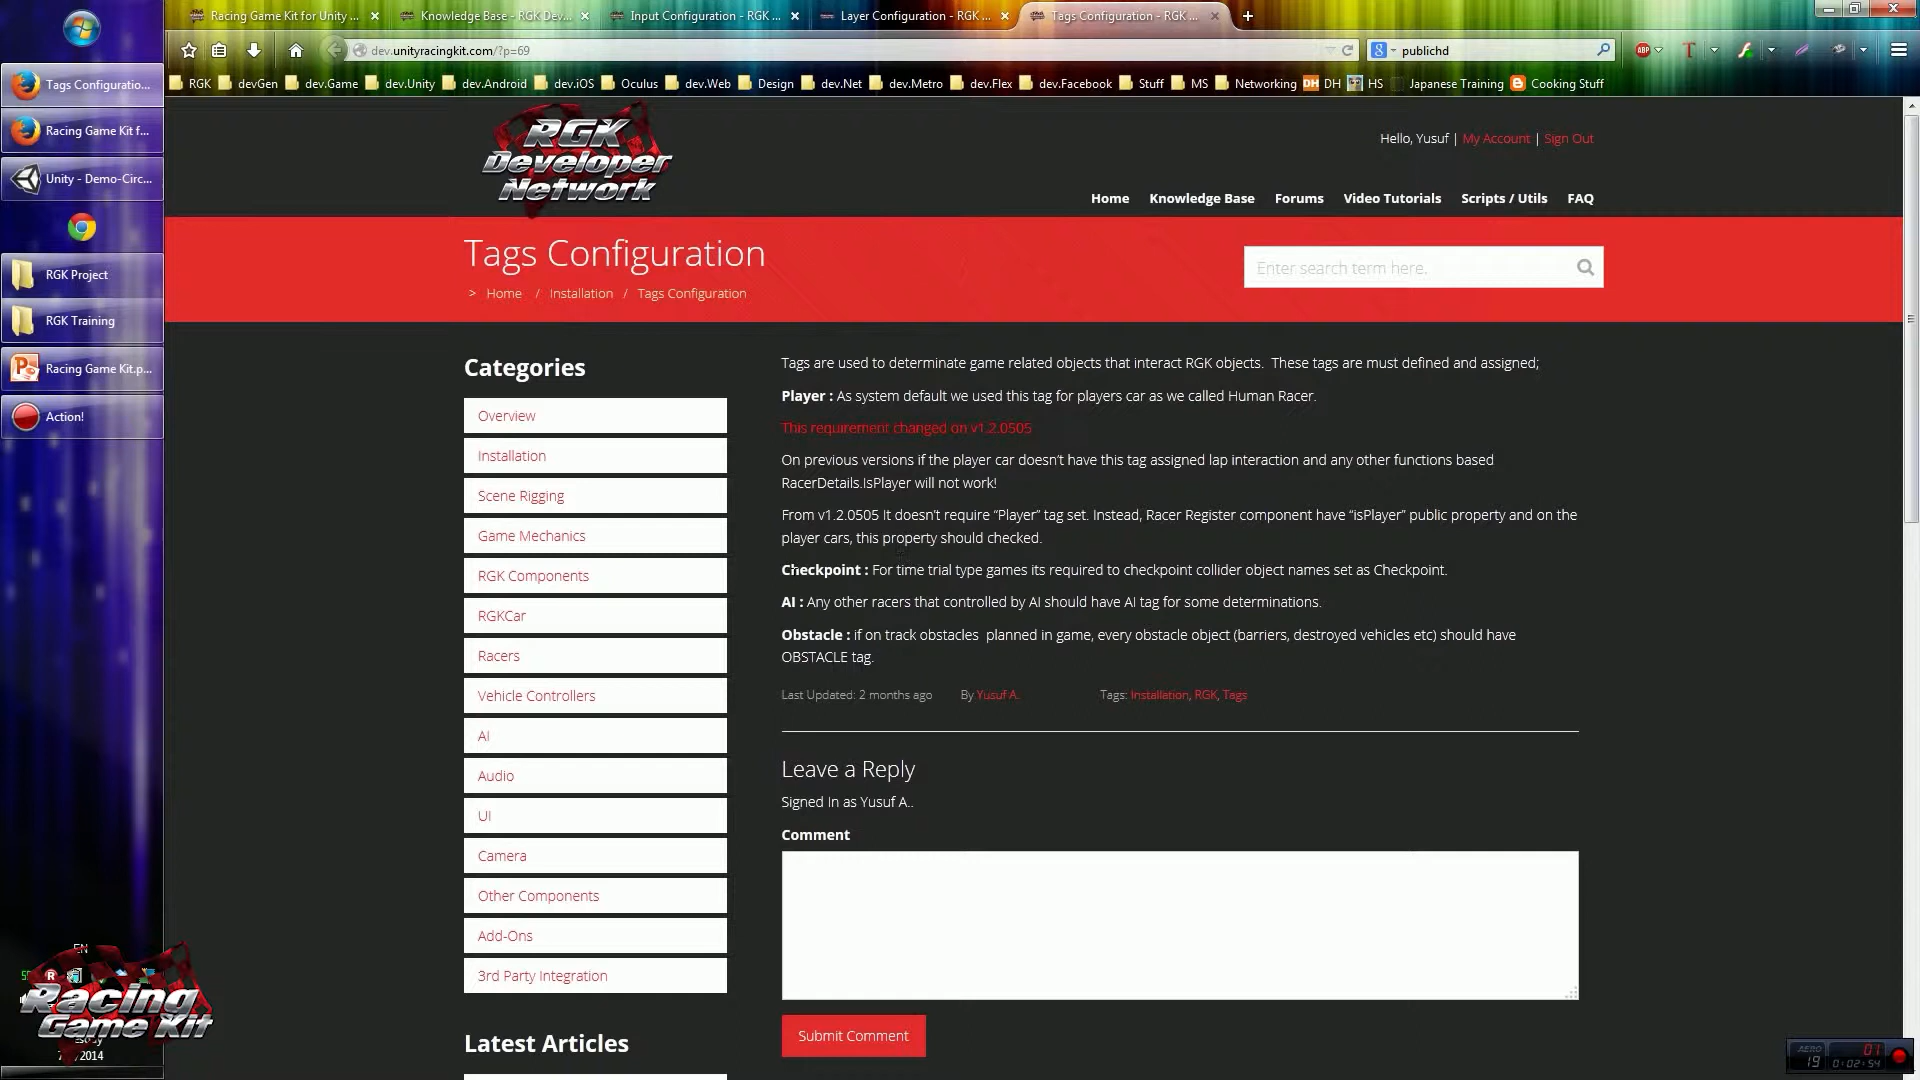 Racing Game Kit for Unity ...
Knowledge Base - RGK Dev...
Input Configuration - RGK ...
Layer Configuration - RGK ...
Tags Configuration - RGK ...
dev.unityracingkit.com/?p=69
publichd
ABP
RGK
devGen
dev.Game
dev.Unity
dev.Android
dev.iOS
Oculus
dev.Web
Design
dev.Net
dev.Metro
dev.Flex
dev.Facebook
Stuff
MS
Networking
DH DH
HS
Japanese Training
Cooking Stuff
Tags Configuratio...
Racing Game Kit f...
Unity - Demo-Circ...
RGK Project
RGK Training
Racing Game Kit.p...
Action!
EN
Racing
Game Kit
/2014
RGK
Developer
Network
Hello, Yusuf | My Account | Sign Out
Home Knowledge Base Forums Video Tutorials Scripts / Utils FAQ
Tags Configuration
> Home / Installation / Tags Configuration
Enter search term here.
Categories
Overview
Installation
Scene Rigging
Game Mechanics
RGK Components
RGKCar
Racers
Vehicle Controllers
AI
Audio
UI
Camera
Other Components
Add-Ons
3rd Party Integration
Latest Articles
Tags are used to determinate game related objects that interact RGK objects.  These tags are must defined and assigned;
Player : As system default we used this tag for players car as we called Human Racer.
This requirement changed on v1.2.0505
On previous versions if the player car doesn’t have this tag assigned lap interaction and any other functions based
RacerDetails.IsPlayer will not work!
From v1.2.0505 It doesn’t require “Player” tag set. Instead, Racer Register component have “isPlayer” public property and on the
player cars, this property should checked.
Checkpoint : For time trial type games its required to checkpoint collider object names set as Checkpoint.
AI : Any other racers that controlled by AI should have AI tag for some determinations.
Obstacle : if on track obstacles  planned in game, every obstacle object (barriers, destroyed vehicles etc) should have
OBSTACLE tag.
Last Updated: 2 months ago By Yusuf A. Tags: Installation, RGK, Tags
Leave a Reply
Signed In as Yusuf A..
Comment
Submit Comment
AERO 01
19 0:02:54